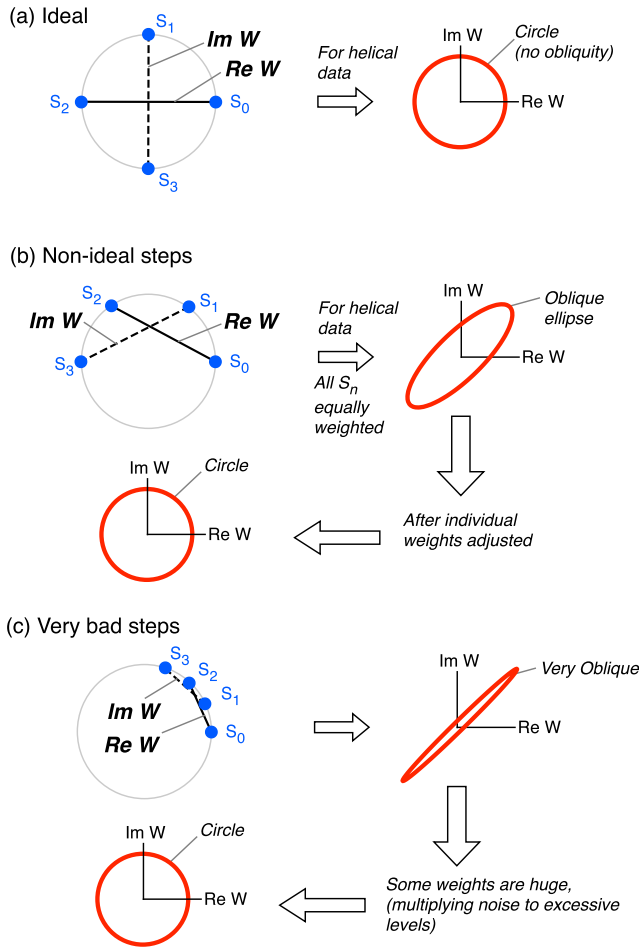 (a) Ideal
S1
Im W
Re W
S2
S0
S3
For helical
data
Im W
Re W
Circle
(no obliquity)
(b) Non-ideal steps
S2
S1
Im W
Re W
S3
S0
For helical
data
All Sn
equally
weighted
Im W
Re W
Oblique
ellipse
After individual
weights adjusted
Im W
Re W
Circle
(c) Very bad steps
S3
S2
S1
S0
Im W
Re W
Im W
Re W
Very Oblique
Some weights are huge,
(multiplying noise to excessive
levels)
Im W
Re W
Circle